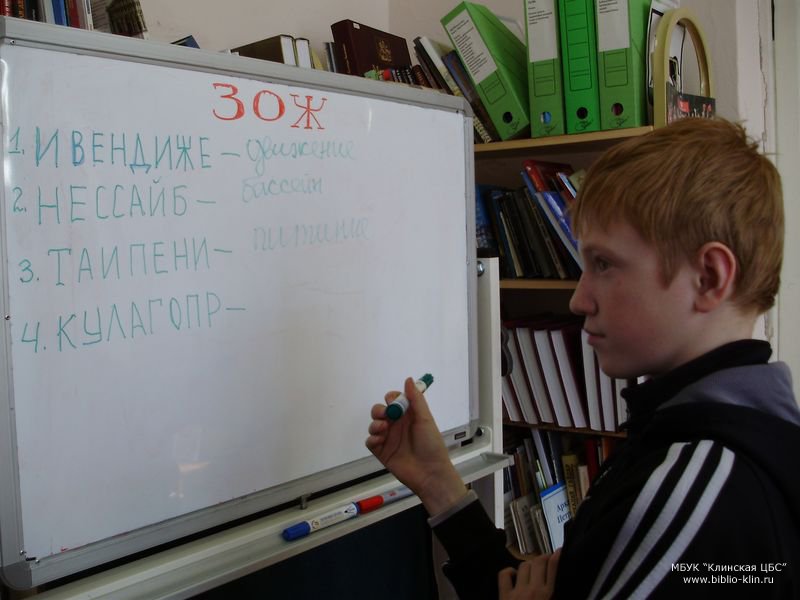 ЗОЖ
1. ИВЕНДИЖЕ – движение
2. НЕССАЙБ – бассейн
3. ТАИПЕНИ – питание
4. КУЛАГОПР –
МБУК "Клинская ЦБС"
www.biblio-klin.ru